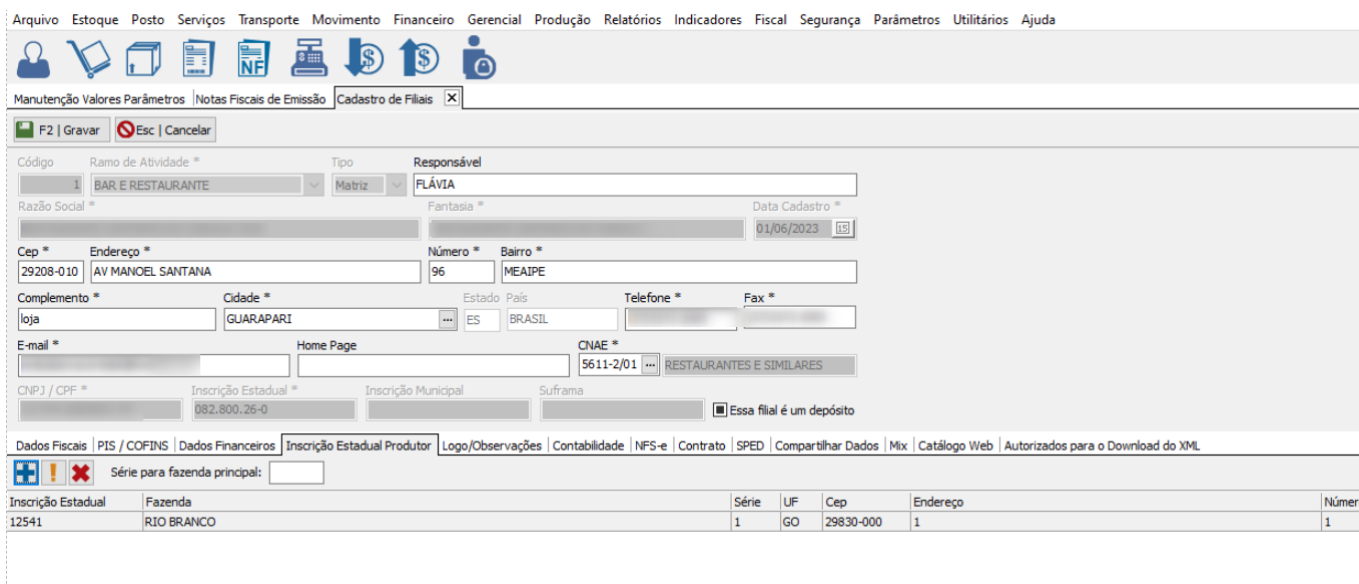 Arquivo Estoque Posto Serviços Transporte Movimento Financeiro Gerencial Produção Relatórios Indicadores Fiscal Segurança Parâmetros Utilitários Ajuda
NF
Manutenção Valores Parâmetros Notas Fiscais de Emissão Cadastro de Filiais
F2 | Gravar Esc | Cancelar
Código Ramo de Atividade * Tipo Responsável
1 BAR E RESTAURANTE Matriz FLÁVIA
Razão Social * Fantasia * Data Cadastro *
01/06/2023 15
Cep * Endereço * Número * Bairro *
29208-010 AV MANOEL SANTANA 96 MEAIPE
Complemento * Cidade * Estado País Telefone * Fax *
loja GUARAPARI ... ES BRASIL
E-mail * Home Page CNAE *
5611-2/01 ... RESTAURANTES E SIMILARES
CNPJ / CPF * Inscrição Estadual * Inscrição Municipal Suframa
082.800.26-0 Essa filial é um depósito
Dados Fiscais PIS / COFINS Dados Financeiros Inscrição Estadual Produtor Logo/Observações Contabilidade NFS-e Contrato SPED Compartilhar Dados Mix Catálogo Web Autorizados para o Download do XML
Série para fazenda principal:
Inscrição Estadual Fazenda Série UF Cep Endereço Númer
12541 RIO BRANCO 1 GO 29830-000 1 1